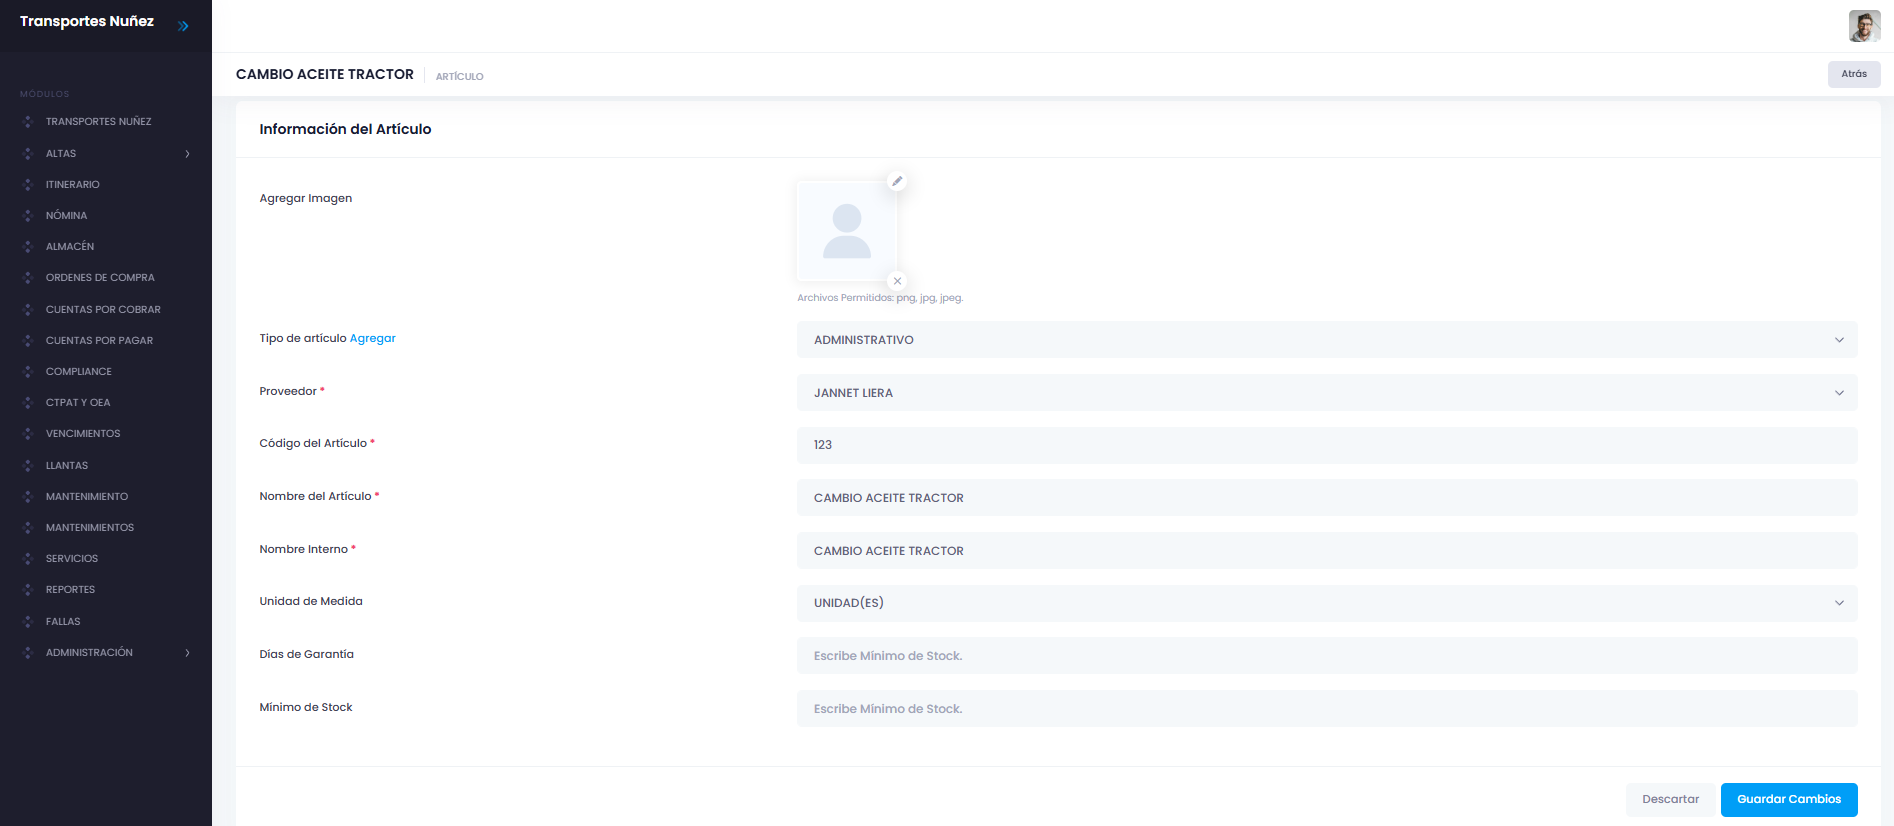 Transportes Nuñez
MÓDULOS
TRANSPORTES NUÑEZ
ALTAS
ITINERARIO
NÓMINA
ALMACÉN
ORDENES DE COMPRA
CUENTAS POR COBRAR
CUENTAS POR PAGAR
COMPLIANCE
CTPAT Y OEA
VENCIMIENTOS
LLANTAS
MANTENIMIENTO
MANTENIMIENTOS
SERVICIOS
REPORTES
FALLAS
ADMINISTRACIÓN
CAMBIO ACEITE TRACTOR ARTÍCULO
Atrás
Información del Artículo
Agregar Imagen
Archivos Permitidos: png, jpg, jpeg.
Tipo de artículo Agregar ADMINISTRATIVO
Proveedor * JANNET LIERA
Código del Artículo * 123
Nombre del Artículo * CAMBIO ACEITE TRACTOR
Nombre Interno * CAMBIO ACEITE TRACTOR
Unidad de Medida UNIDAD(ES)
Días de Garantía Escribe Mínimo de Stock.
Mínimo de Stock Escribe Mínimo de Stock.
Descartar Guardar Cambios